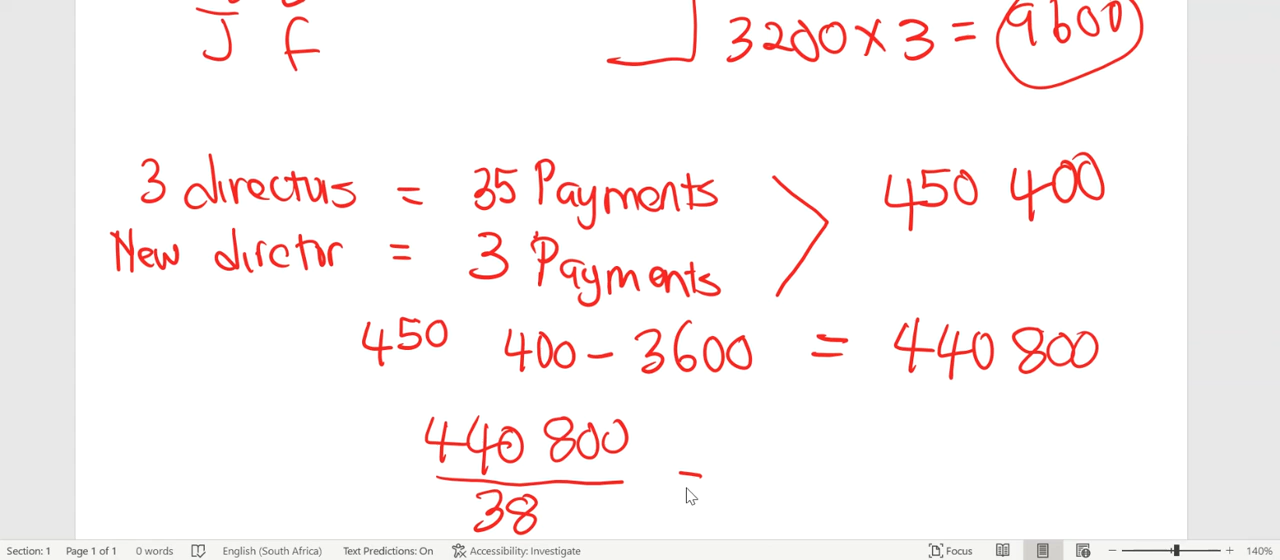 J f
3200 x 3 = 9600
3 directus = 35 Payments
450 400
New dirctor = 3 Payments
450 400 - 3600 = 440 800
440 800
38
Section: 1 Page 1 of 1 0 words English (South Africa) Text Predictions: On Accessibility: Investigate Focus 140%